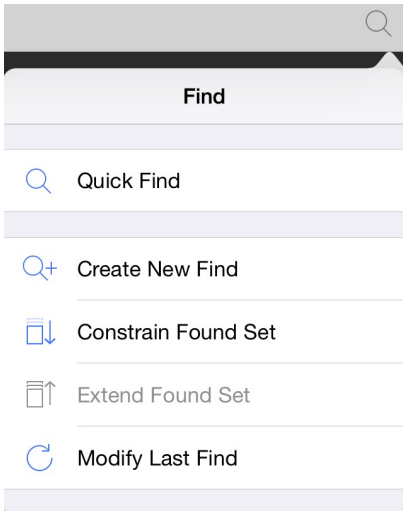 Find
Quick Find
Create New Find
Constrain Found Set
Extend Found Set
Modify Last Find